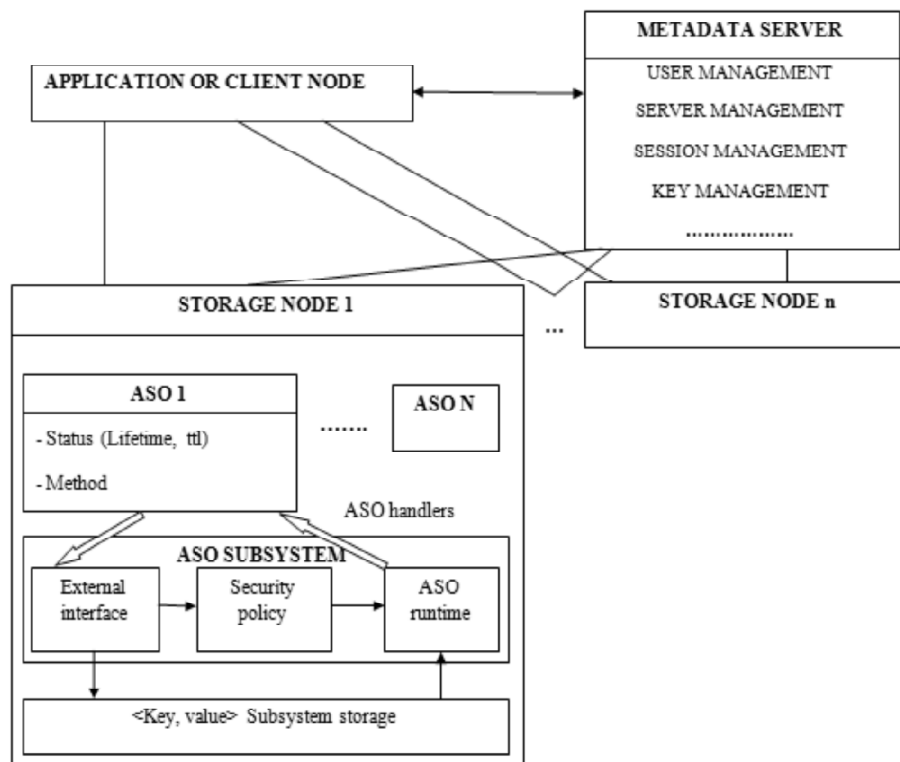 METADATA SERVER
USER MANAGEMENT
SERVER MANAGEMENT
SESSION MANAGEMENT
KEY MANAGEMENT
...................
APPLICATION OR CLIENT NODE
STORAGE NODE 1
...
STORAGE NODE n
ASO 1
- Status (Lifetime, ttl)
- Method
.......
ASO N
ASO handlers
ASO SUBSYSTEM
External
interface
Security
policy
ASO
runtime
<Key, value> Subsystem storage